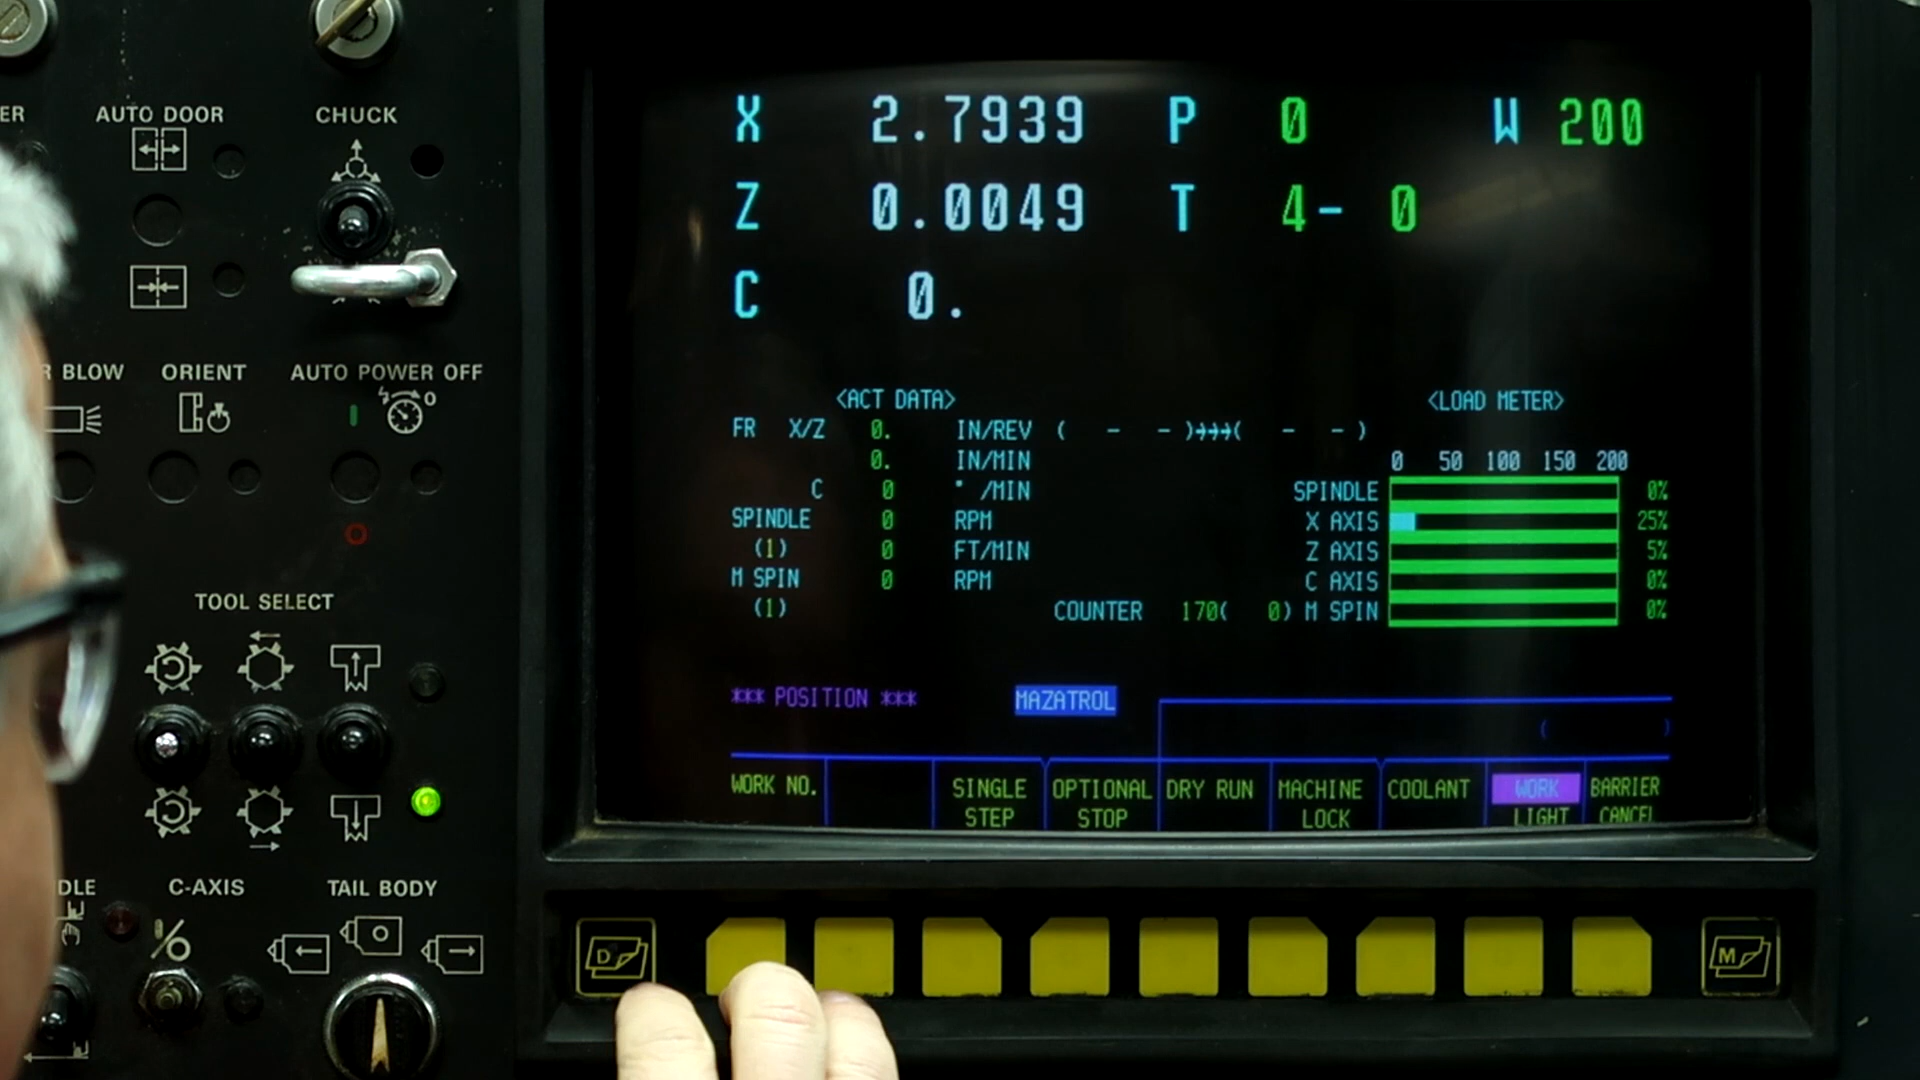 ER
AUTO DOOR
CHUCK
R BLOW
ORIENT
AUTO POWER OFF
O
TOOL SELECT
DLE
C-AXIS
TAIL BODY
X 2.7939 P 0 W 200
Z 0.0049 T 4- 0
C 0.
<ACT DATA>
<LOAD METER>
FR X/Z 0. IN/REV ( - - )→→→( - - )
0. IN/MIN
0 50 100 150 200
C 0 ° /MIN
SPINDLE 0%
SPINDLE 0 RPM
X AXIS 25%
(1) 0 FT/MIN
Z AXIS 5%
M SPIN 0 RPM
C AXIS 0%
(1)
COUNTER 170( 0) M SPIN 0%
*** POSITION *** MAZATROL
( )
WORK NO.
SINGLE STEP
OPTIONAL STOP
DRY RUN
MACHINE LOCK
COOLANT
WORK LIGHT
BARRIER CANCEL
D
M